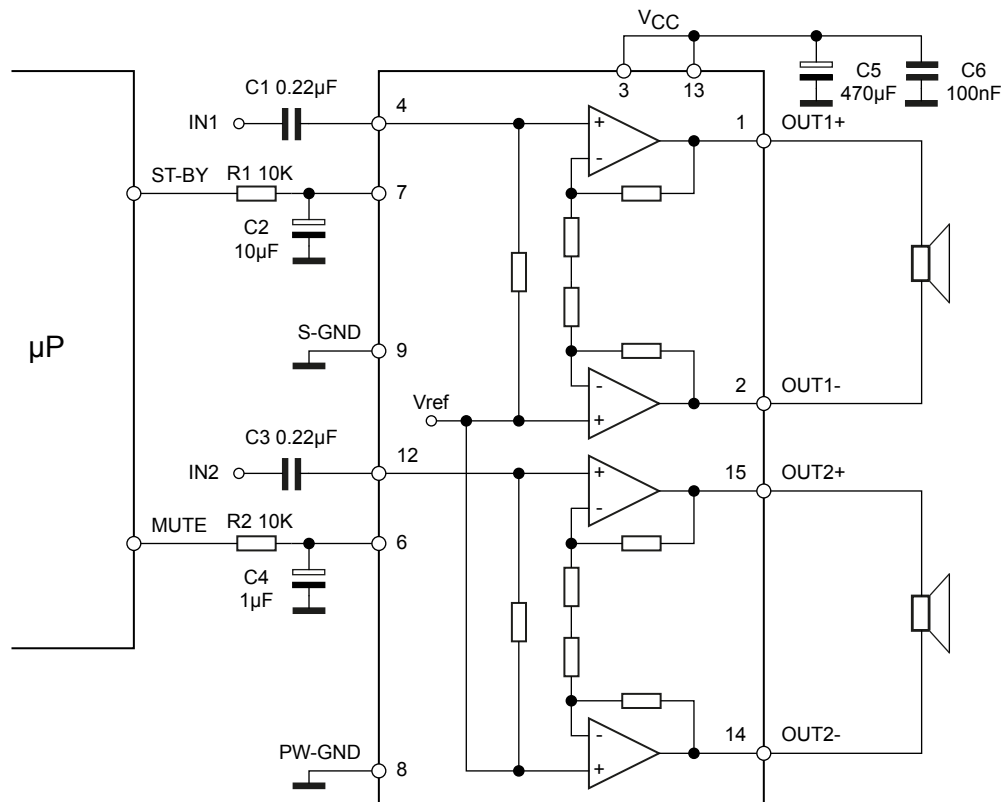 VCC
C1 0.22µF
C5
470µF
C6
100nF
3
13
IN1
4
+
-
1
OUT1+
ST-BY
R1 10K
7
C2
10µF
S-GND
9
µP
-
+
2
OUT1-
Vref
C3 0.22µF
IN2
12
+
-
15
OUT2+
MUTE
R2 10K
6
C4
1µF
-
+
14
OUT2-
PW-GND
8